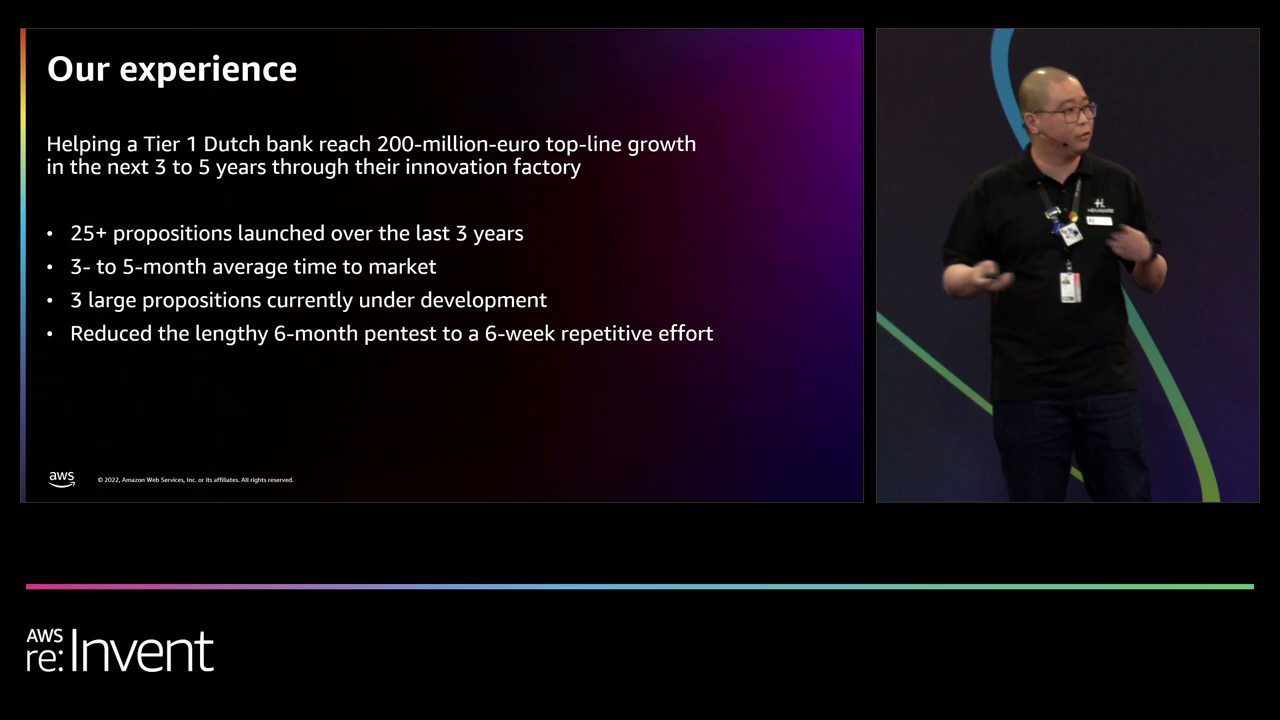 Our experience
Helping a Tier 1 Dutch bank reach 200-million-euro top-line growth
in the next 3 to 5 years through their innovation factory
• 25+ propositions launched over the last 3 years
• 3- to 5-month average time to market
• 3 large propositions currently under development
• Reduced the lengthy 6-month pentest to a 6-week repetitive effort
aws
© 2022, Amazon Web Services, Inc. or its affiliates. All rights reserved.
AWS
re:Invent